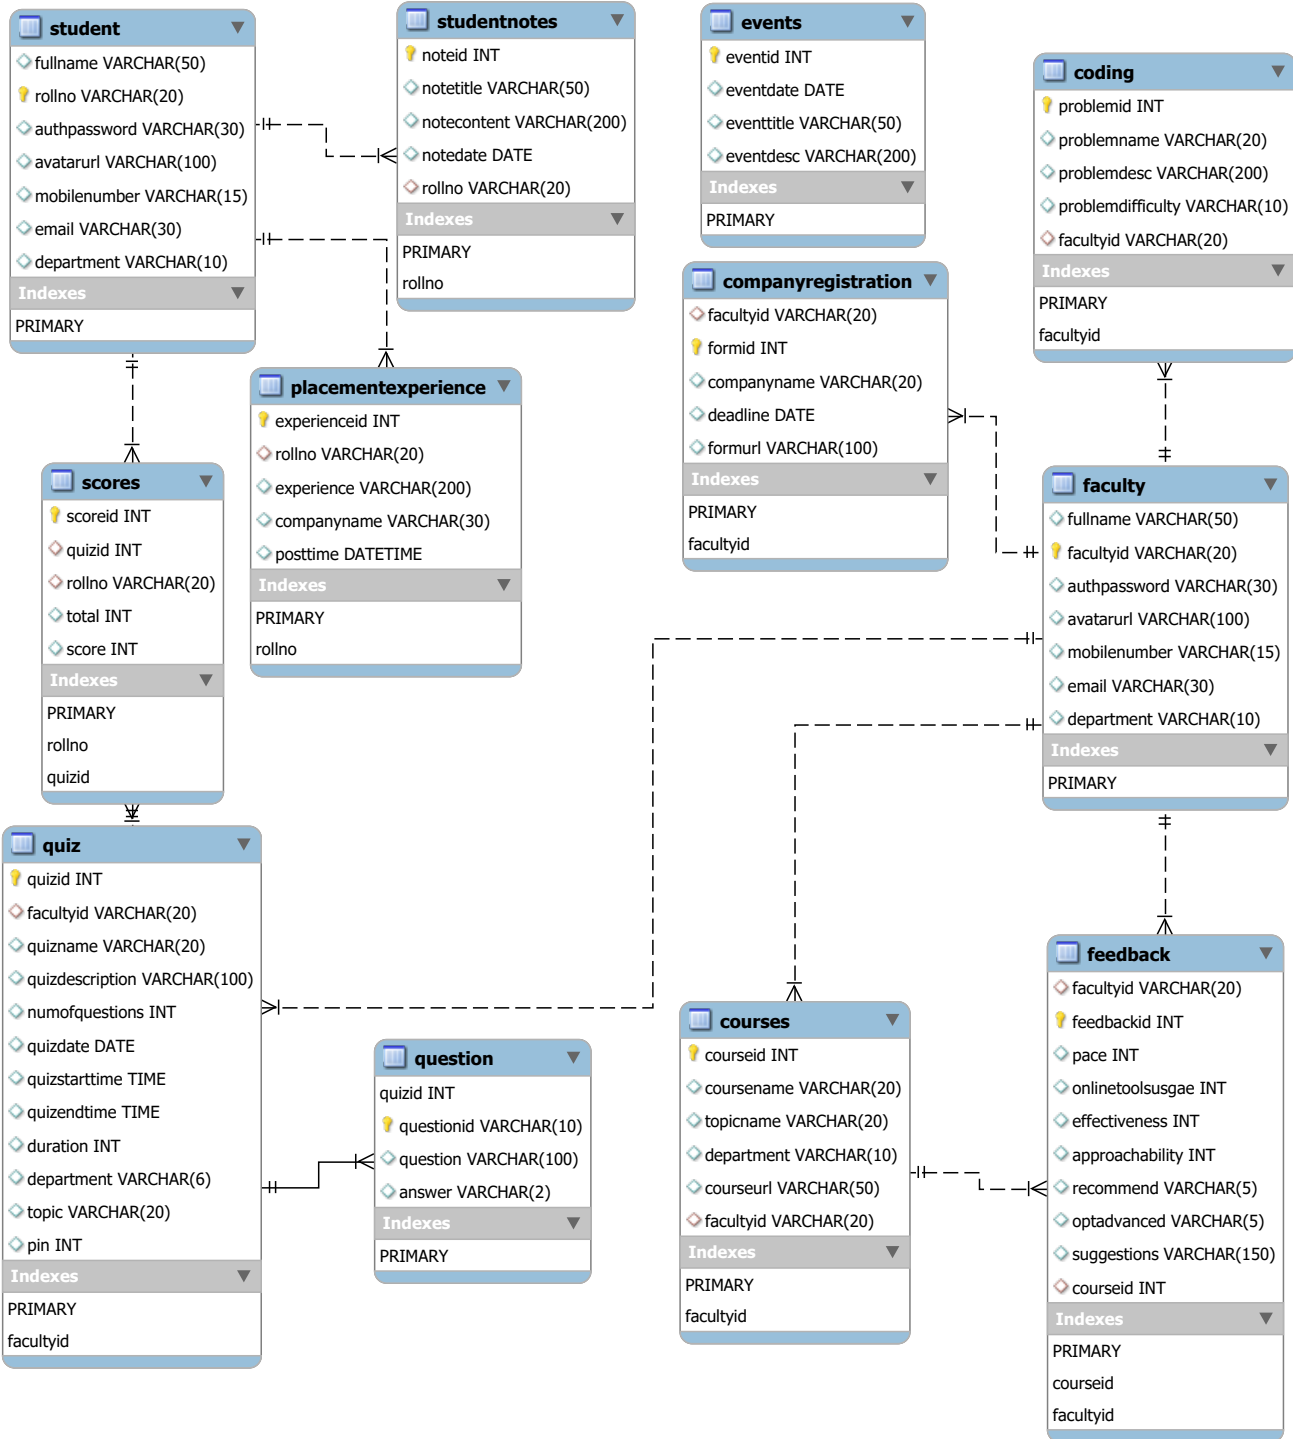 student
fullname VARCHAR(50)
rollno VARCHAR(20)
authpassword VARCHAR(30)
avatarurl VARCHAR(100)
mobilenumber VARCHAR(15)
email VARCHAR(30)
department VARCHAR(10)
Indexes
PRIMARY
studentnotes
noteid INT
notetitle VARCHAR(50)
notecontent VARCHAR(200)
notedate DATE
rollno VARCHAR(20)
Indexes
PRIMARY
rollno
events
eventid INT
eventdate DATE
eventtitle VARCHAR(50)
eventdesc VARCHAR(200)
Indexes
PRIMARY
coding
problemid INT
problemname VARCHAR(20)
problemdesc VARCHAR(200)
problemdifficulty VARCHAR(10)
facultyid VARCHAR(20)
Indexes
PRIMARY
facultyid
companyregistration
facultyid VARCHAR(20)
formid INT
companyname VARCHAR(20)
deadline DATE
formurl VARCHAR(100)
Indexes
PRIMARY
facultyid
placementexperience
experienceid INT
rollno VARCHAR(20)
experience VARCHAR(200)
companyname VARCHAR(30)
posttime DATETIME
Indexes
PRIMARY
rollno
scores
scoreid INT
quizid INT
rollno VARCHAR(20)
total INT
score INT
Indexes
PRIMARY
rollno
quizid
faculty
fullname VARCHAR(50)
facultyid VARCHAR(20)
authpassword VARCHAR(30)
avatarurl VARCHAR(100)
mobilenumber VARCHAR(15)
email VARCHAR(30)
department VARCHAR(10)
Indexes
PRIMARY
quiz
quizid INT
facultyid VARCHAR(20)
quizname VARCHAR(20)
quizdescription VARCHAR(100)
numofquestions INT
quizdate DATE
quizstarttime TIME
quizendtime TIME
duration INT
department VARCHAR(6)
topic VARCHAR(20)
pin INT
Indexes
PRIMARY
facultyid
question
quizid INT
questionid VARCHAR(10)
question VARCHAR(100)
answer VARCHAR(2)
Indexes
PRIMARY
courses
courseid INT
coursename VARCHAR(20)
topicname VARCHAR(20)
department VARCHAR(10)
courseurl VARCHAR(50)
facultyid VARCHAR(20)
Indexes
PRIMARY
facultyid
feedback
facultyid VARCHAR(20)
feedbackid INT
pace INT
onlinetoolsusgae INT
effectiveness INT
approachability INT
recommend VARCHAR(5)
optadvanced VARCHAR(5)
suggestions VARCHAR(150)
courseid INT
Indexes
PRIMARY
courseid
facultyid